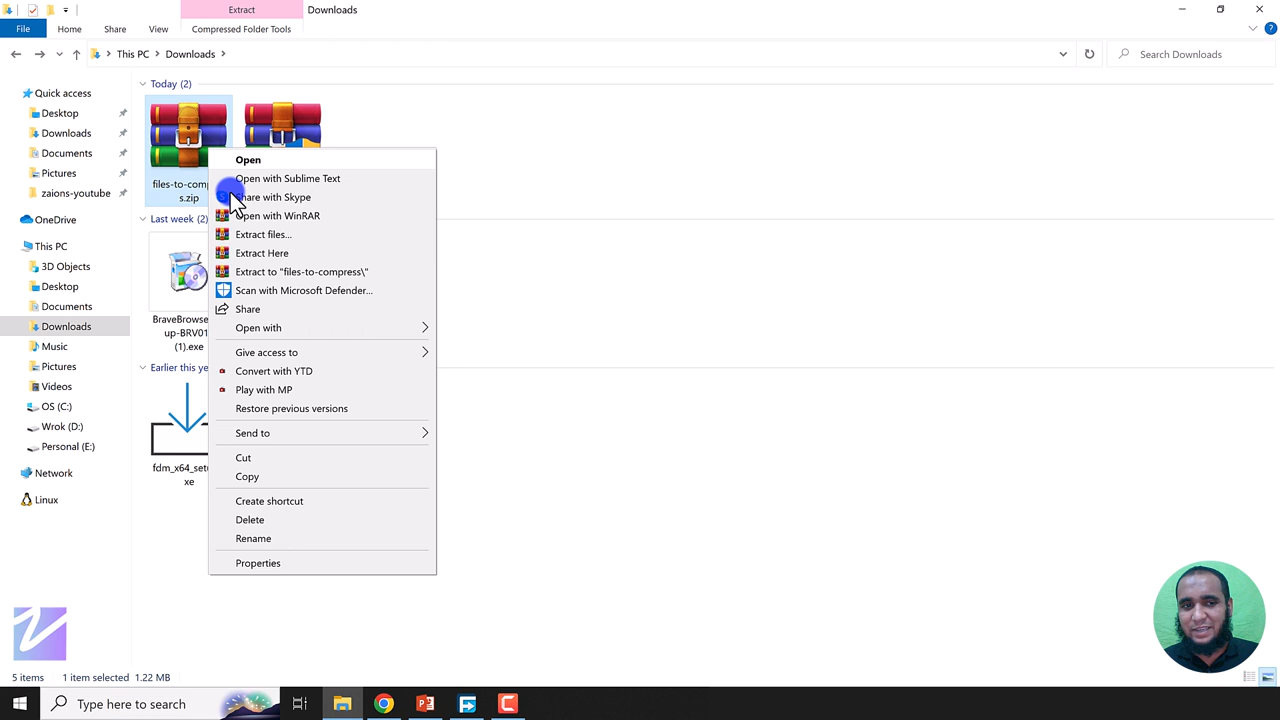 Extract
Downloads
File
Home
Share
View
Compressed Folder Tools
This PC
Downloads
Search Downloads
Quick access
Desktop
Downloads
Documents
Pictures
zaions-youtube
OneDrive
This PC
3D Objects
Desktop
Documents
Downloads
Music
Pictures
Videos
OS (C:)
Wrok (D:)
Personal (E:)
Network
Linux
Today (2)
files-to-comp
s.zip
Last week (2)
BraveBrowse
up-BRV01
(1).exe
Earlier this ye
fdm_x64_setu
xe
Open
Open with Sublime Text
Share with Skype
Open with WinRAR
Extract files...
Extract Here
Extract to "files-to-compress\"
Scan with Microsoft Defender...
Share
Open with
Give access to
Convert with YTD
Play with MP
Restore previous versions
Send to
Cut
Copy
Create shortcut
Delete
Rename
Properties
5 items
1 item selected 1.22 MB
Type here to search